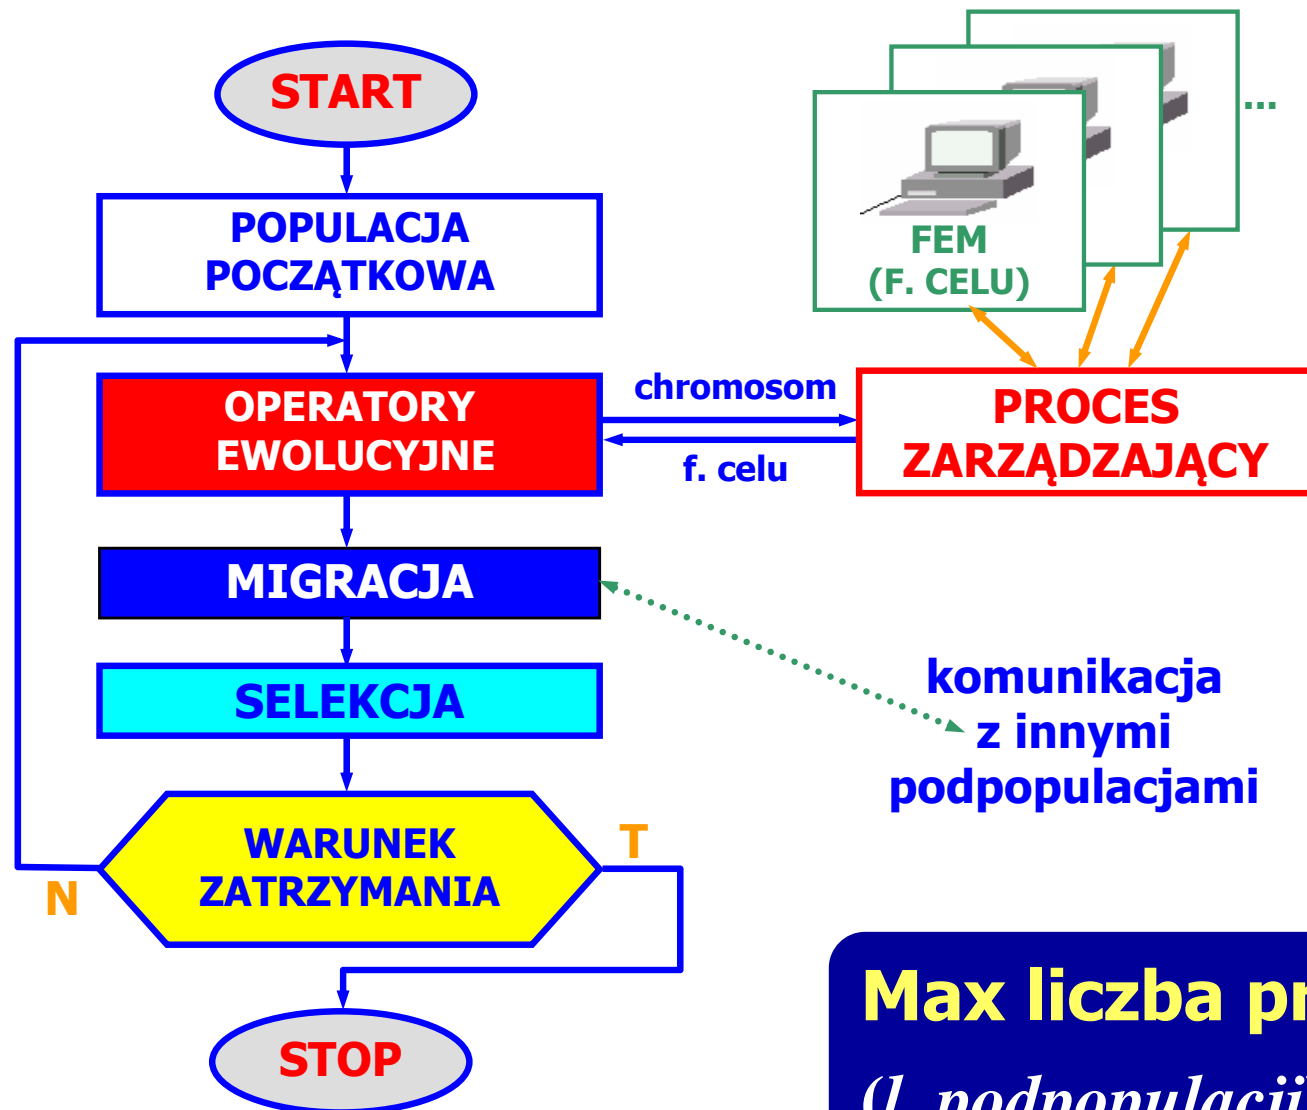 START
POPULACJA
POCZĄTKOWA
OPERATORY
EWOLUCYJNE
MIGRACJA
SELEKCJA
WARUNEK
ZATRZYMANIA
N
T
STOP
chromosom
f. celu
...
FEM
(F. CELU)
PROCES
ZARZĄDZAJĄCY
komunikacja
z innymi
podpopulacjami
Max liczba
(l. podpopulacji